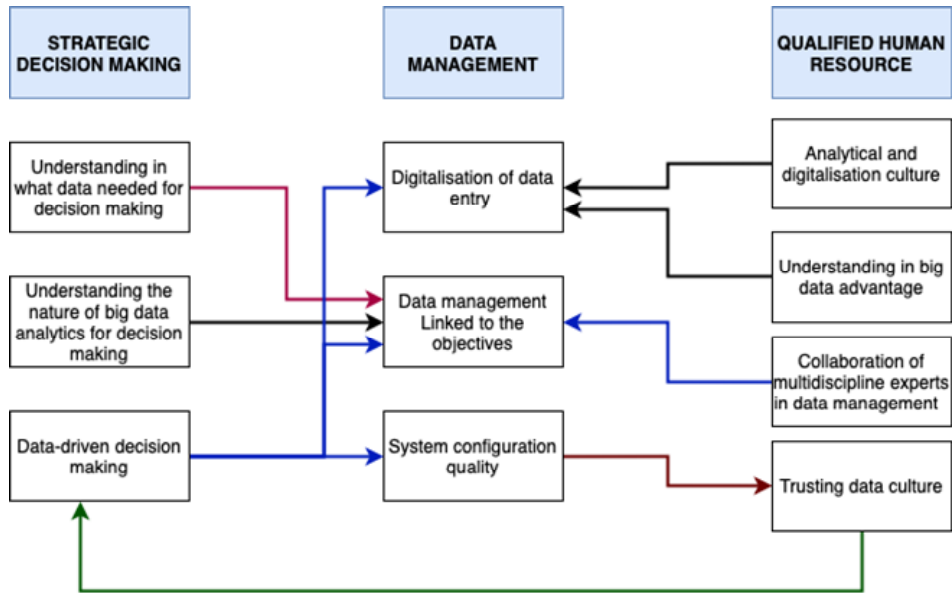 STRATEGIC
DECISION MAKING
DATA
MANAGEMENT
QUALIFIED HUMAN
RESOURCE
Understanding in
what data needed for
decision making
Digitalisation of data
entry
Analytical and
digitalisation culture
Understanding in big
data advantage
Understanding the
nature of big data
analytics for decision
making
Data management
Linked to the
objectives
Collaboration of
multidiscipline experts
in data management
Data-driven decision
making
System configuration
quality
Trusting data culture